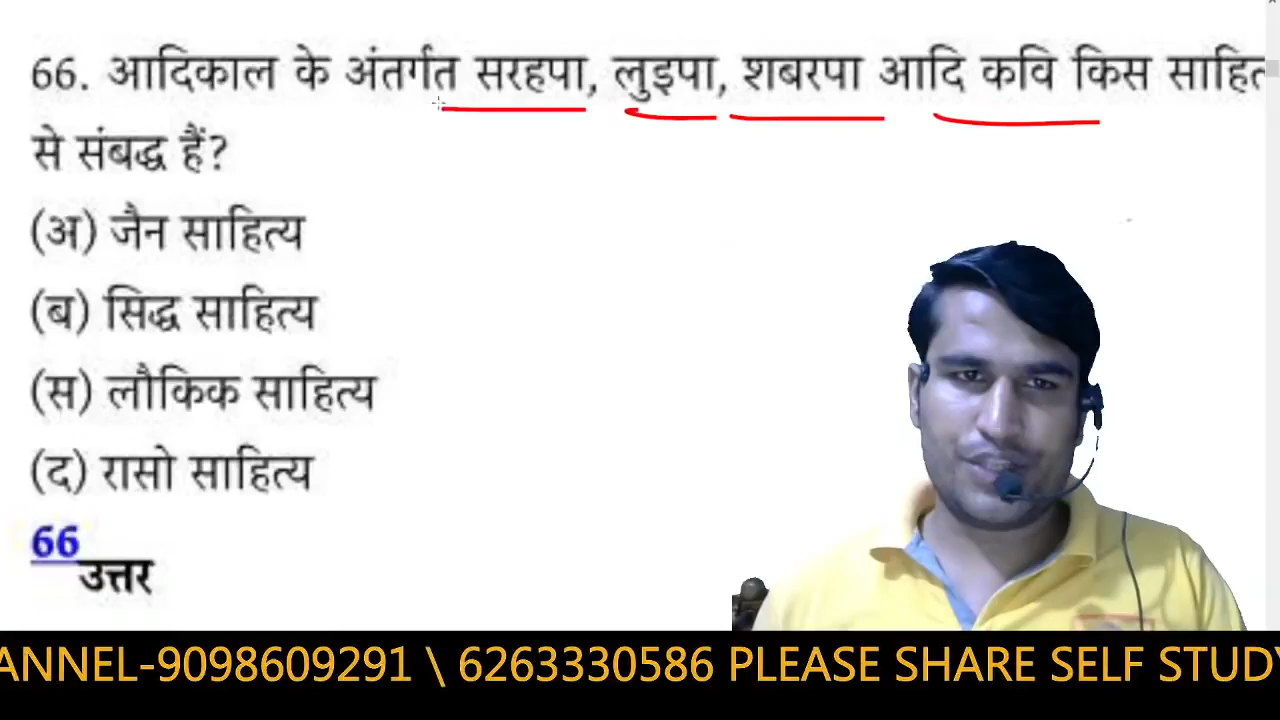 66. आदिकाल के अंतर्गत सरहपा, लुइपा, शबरपा आदि कवि किस
से संबद्ध हैं?
(अ) जैन साहित्य
(ब) सिद्ध साहित्य
(स) लौकिक साहित्य
(द) रासो साहित्य
66
उत्तर
ANNEL-9098609291 \ 6263330586 PLEASE SHARE SELF STUDY